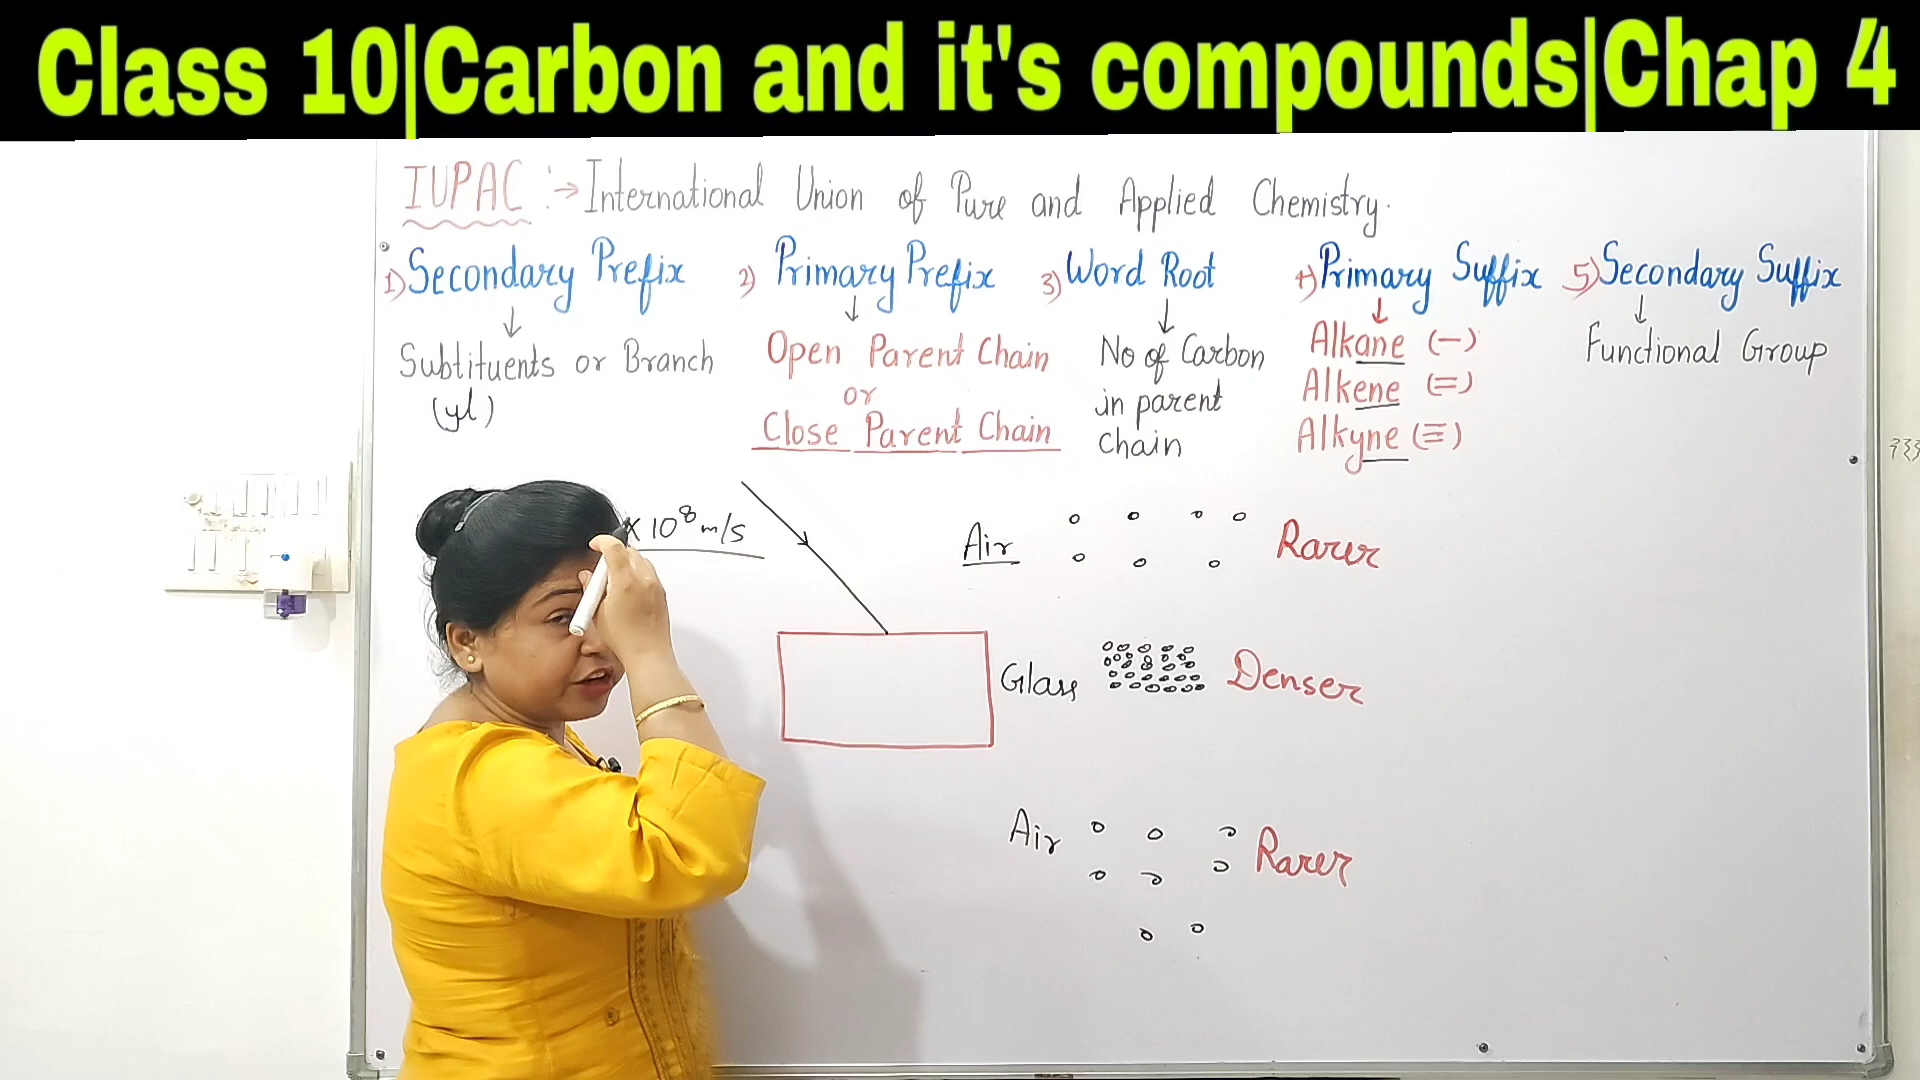 Class 10|Carbon and it's compounds|Chap 4
IUPAC :→ International Union of Pure and Applied Chemistry.
1) Secondary Prefix
↓
Subtituents or Branch
(yl)
2) Primary Prefix
↓
Open Parent Chain
or
Close Parent Chain
3) Word Root
↓
No of Carbon
in parent
chain
4) Primary Suffix
↓
Alkane (−)
Alkene (=)
Alkyne (≡)
5) Secondary Suffix
↓
Functional Group
× 10⁸ m/s
Air Rarer
Glass Denser
Air Rarer